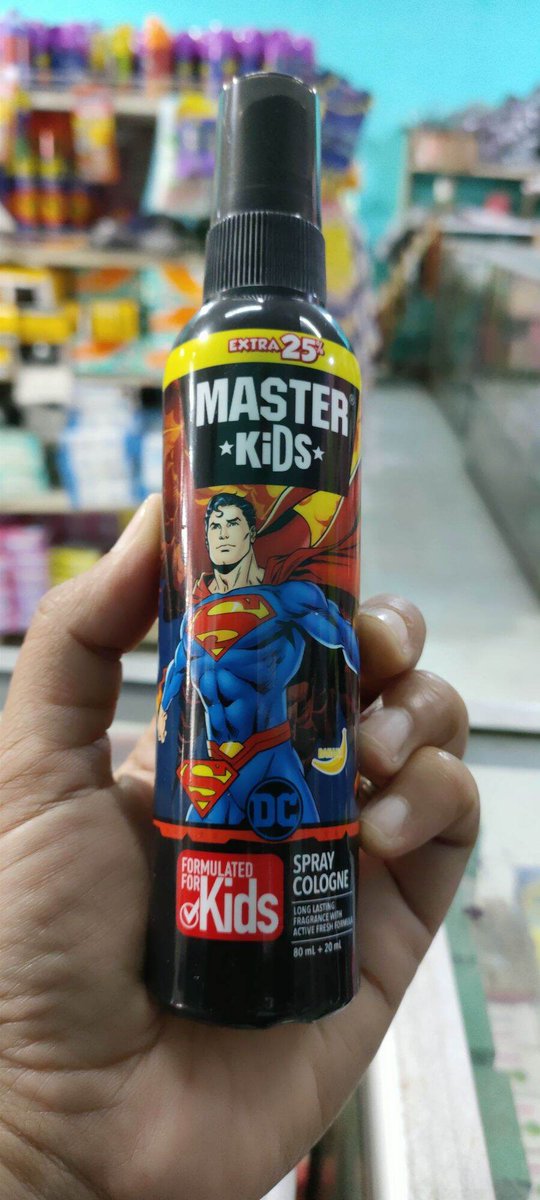 EXTRA 25%
MASTER®
KiDS
DC
FORMULATED
FOR
Kids
SPRAY
COLOGNE
LONG LASTING
FRAGRANCE WITH
ACTIVE FRESH FORMULA
80 mL + 20 mL